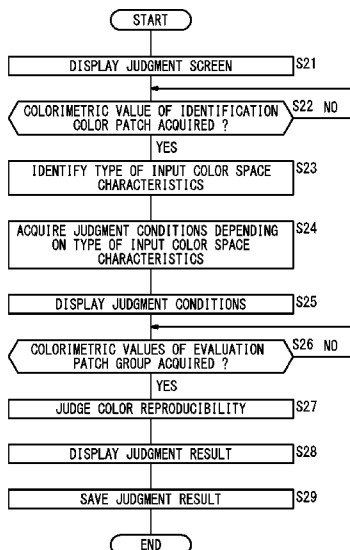 START
DISPLAY JUDGMENT SCREEN
S21
COLORIMETRIC VALUE OF IDENTIFICATION
COLOR PATCH ACQUIRED ?
S22 NO
YES
IDENTIFY TYPE OF INPUT COLOR SPACE
CHARACTERISTICS
S23
ACQUIRE JUDGMENT CONDITIONS DEPENDING
ON TYPE OF INPUT COLOR SPACE
CHARACTERISTICS
S24
DISPLAY JUDGMENT CONDITIONS
S25
COLORIMETRIC VALUES OF EVALUATION
PATCH GROUP ACQUIRED ?
S26 NO
YES
JUDGE COLOR REPRODUCIBILITY
S27
DISPLAY JUDGMENT RESULT
S28
SAVE JUDGMENT RESULT
S29
END